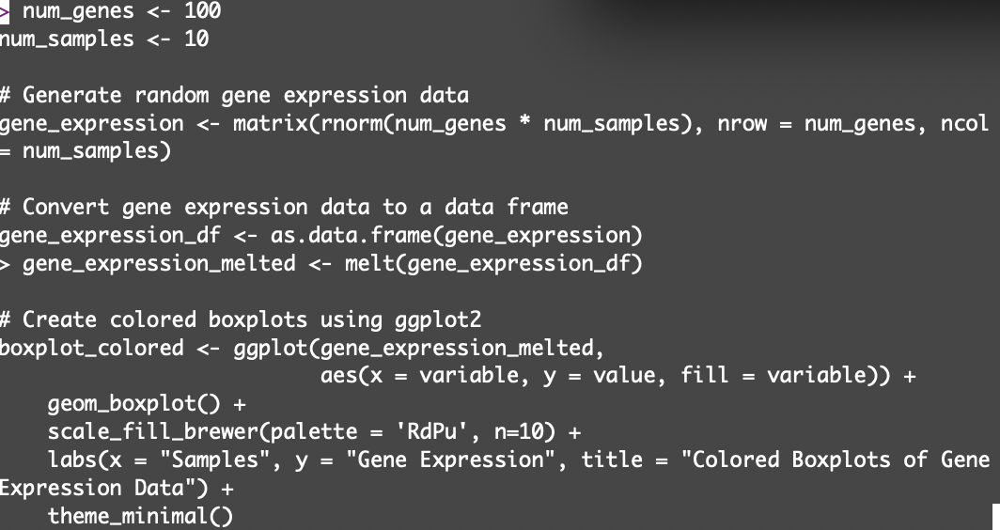 > num_genes <- 100
num_samples <- 10
# Generate random gene expression data
gene_expression <- matrix(rnorm(num_genes * num_samples), nrow = num_genes, ncol
= num_samples)
# Convert gene expression data to a data frame
gene_expression_df <- as.data.frame(gene_expression)
> gene_expression_melted <- melt(gene_expression_df)
# Create colored boxplots using ggplot2
boxplot_colored <- ggplot(gene_expression_melted,
                          aes(x = variable, y = value, fill = variable)) +
    geom_boxplot() +
    scale_fill_brewer(palette = 'RdPu', n=10) +
    labs(x = "Samples", y = "Gene Expression", title = "Colored Boxplots of Gene
Expression Data") +
    theme_minimal()